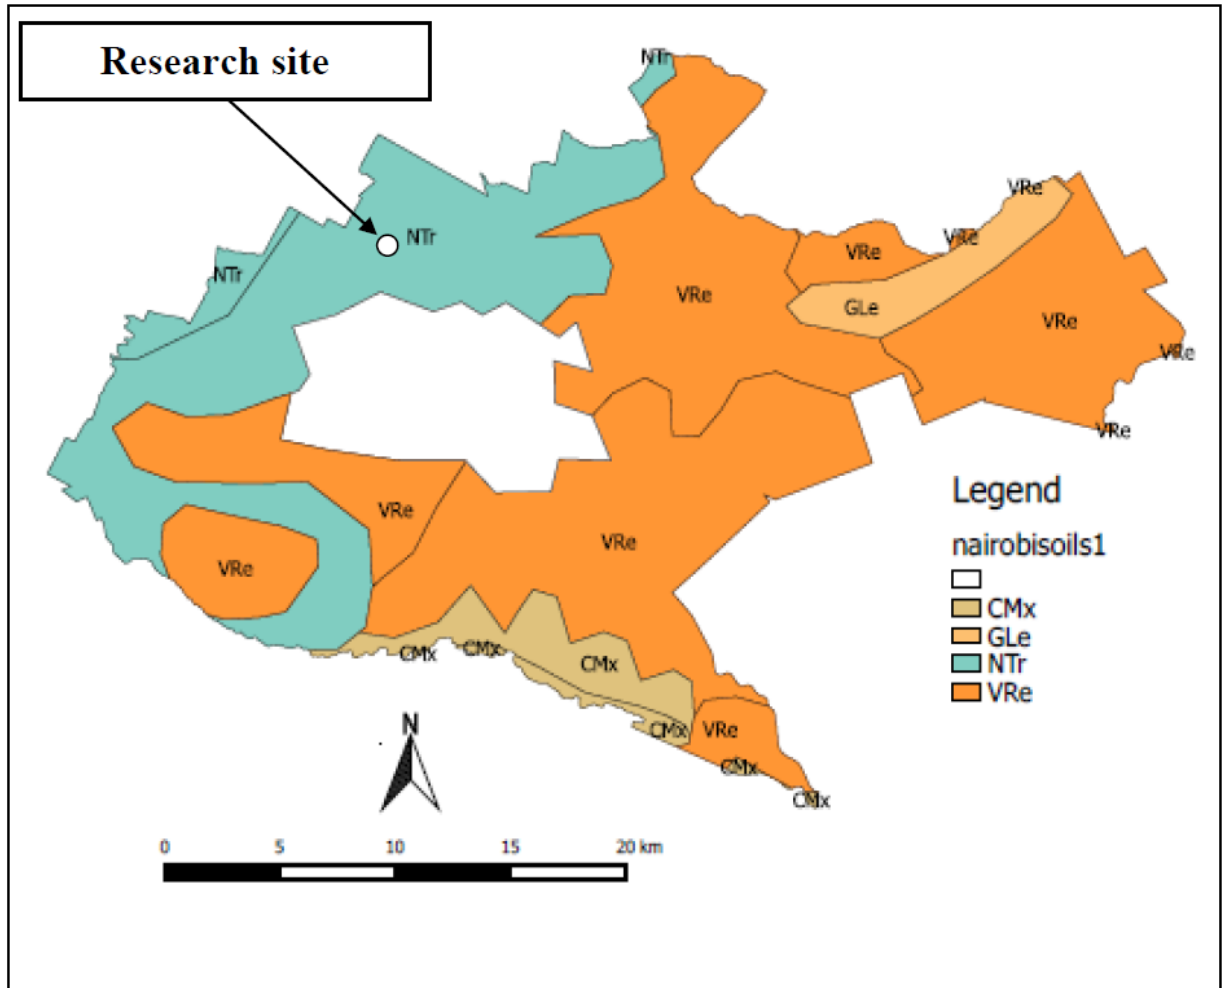 Research site
NTr
VRe
NTr
VRe
VRe
NTr
VRe
GLe
VRe
VRe
VRe
VRe
VRe
VRe
VRe
CMx
CMx
CMx
CMx
VRe
CMx
CMx
Legend
nairobisoils1
CMx
GLe
NTr
VRe
N
0 5 10 15 20 km